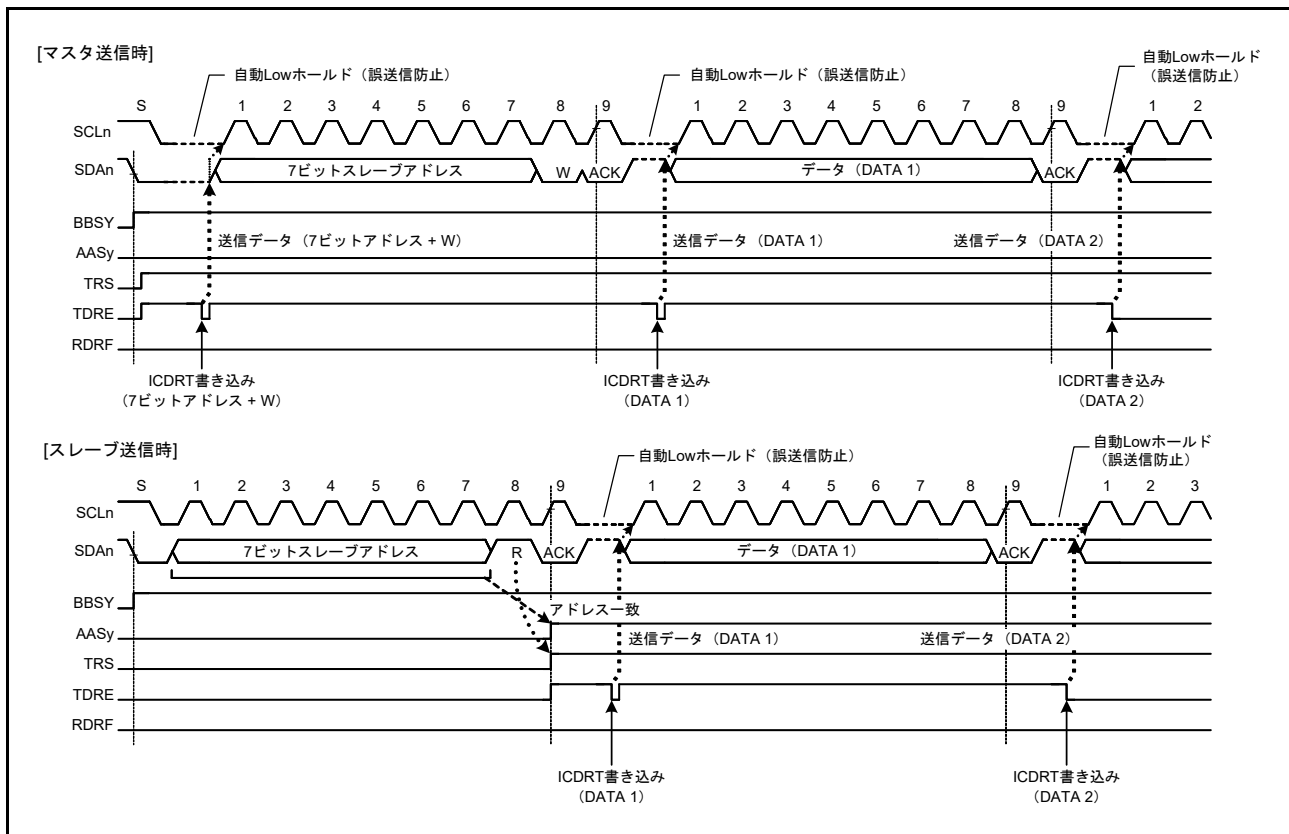 [マスタ送信時]
自動Lowホールド（誤送信防止）
自動Lowホールド（誤送信防止）
自動Lowホールド
（誤送信防止）
S 1 2 3 4 5 6 7 8 9 1 2 3 4 5 6 7 8 9 1 2
SCLn
SDAn 7ビットスレーブアドレス W ACK データ（DATA 1） ACK
BBSY
送信データ（7ビットアドレス + W） 送信データ（DATA 1） 送信データ（DATA 2）
AASy
TRS
TDRE
RDRF
ICDRT書き込み
（7ビットアドレス + W）
ICDRT書き込み
（DATA 1）
ICDRT書き込み
（DATA 2）
[スレーブ送信時]
自動Lowホールド（誤送信防止）
自動Lowホールド
（誤送信防止）
S 1 2 3 4 5 6 7 8 9 1 2 3 4 5 6 7 8 9 1 2 3
SCLn
SDAn 7ビットスレーブアドレス R ACK データ（DATA 1） ACK
BBSY
アドレス一致
AASy
送信データ（DATA 1） 送信データ（DATA 2）
TRS
TDRE
RDRF
ICDRT書き込み
（DATA 1）
ICDRT書き込み
（DATA 2）